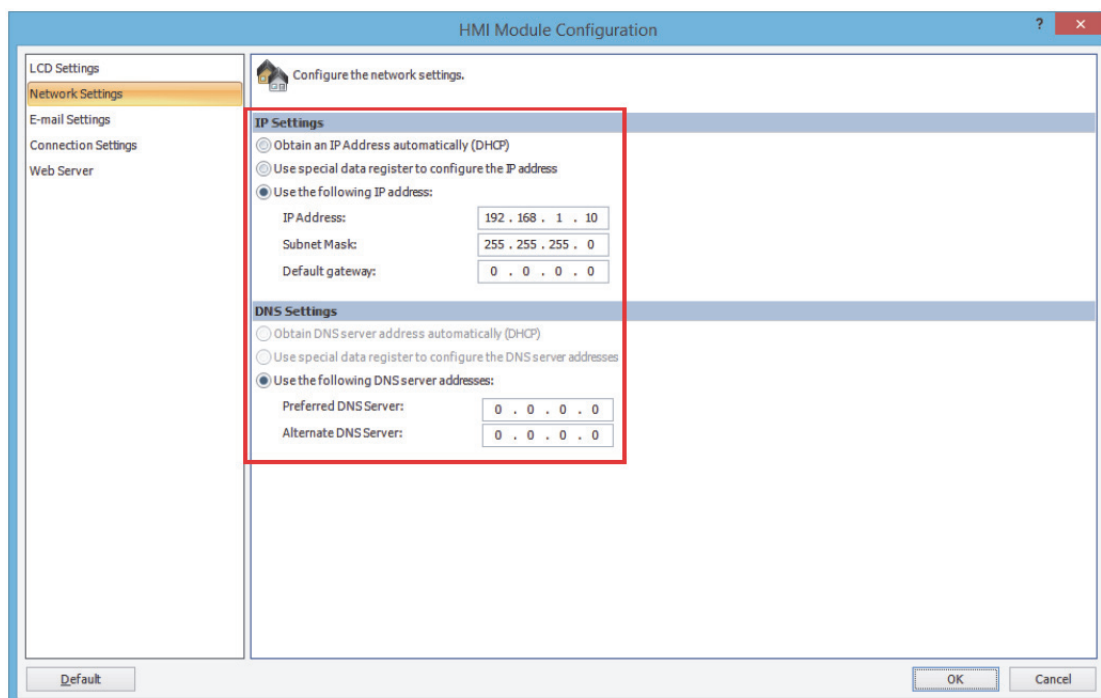 HMI Module Configuration
?
LCD Settings
Network Settings
E-mail Settings
Connection Settings
Web Server
Configure the network settings.
IP Settings
Obtain an IP Address automatically (DHCP)
Use special data register to configure the IP address
Use the following IP address:
IP Address: 192 . 168 . 1 . 10
Subnet Mask: 255 . 255 . 255 . 0
Default gateway: 0 . 0 . 0 . 0
DNS Settings
Obtain DNS server address automatically (DHCP)
Use special data register to configure the DNS server addresses
Use the following DNS server addresses:
Preferred DNS Server: 0 . 0 . 0 . 0
Alternate DNS Server: 0 . 0 . 0 . 0
Default OK Cancel